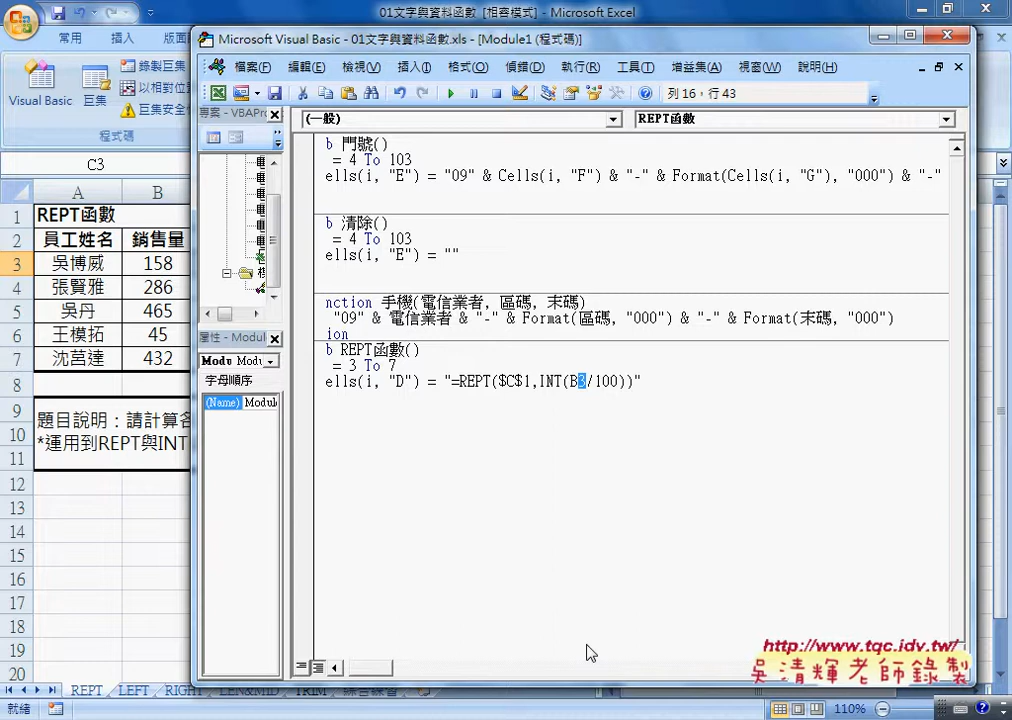 01文字與資料函數 [相容模式] - Microsoft Excel
常用 插入 版面
Visual Basic 巨集 錄製巨集
以相對位
巨集安全
程式碼
C3
A B
1 REPT函數
2 員工姓名 銷售量
3 吳博威 158
4 張賢雅 286
5 吳丹 465
6 王模拓 45
7 沈莒達 432
8
9 題目說明：請計算各
10 *運用到REPT與INT
11
12
13
14
15
16
17
18
19
20
REPT LEFT RIGHT LEN&MID TRIM 綜合練習
就緒
110%
Microsoft Visual Basic - 01文字與資料函數.xls - [Module1 (程式碼)]
檔案(F) 編輯(E) 檢視(V) 插入(I) 格式(O) 偵錯(D) 執行(R) 工具(T) 增益集(A) 視窗(W) 說明(H)
列 16，行 43
專案 - VBAPro
屬性 - Modul
Modu Modu
字母順序
(Name) Modul
(一般) REPT函數
b 門號()
= 4 To 103
ells(i, "E") = "09" & Cells(i, "F") & "-" & Format(Cells(i, "G"), "000") & "-"
b 清除()
= 4 To 103
ells(i, "E") = ""
nction 手機(電信業者, 區碼, 末碼)
"09" & 電信業者 & "-" & Format(區碼, "000") & "-" & Format(末碼, "000")
ion
b REPT函數()
= 3 To 7
ells(i, "D") = "=REPT($C$1,INT(B3/100))"
http://www.tqc.idv.tw/
吳清輝老師錄製